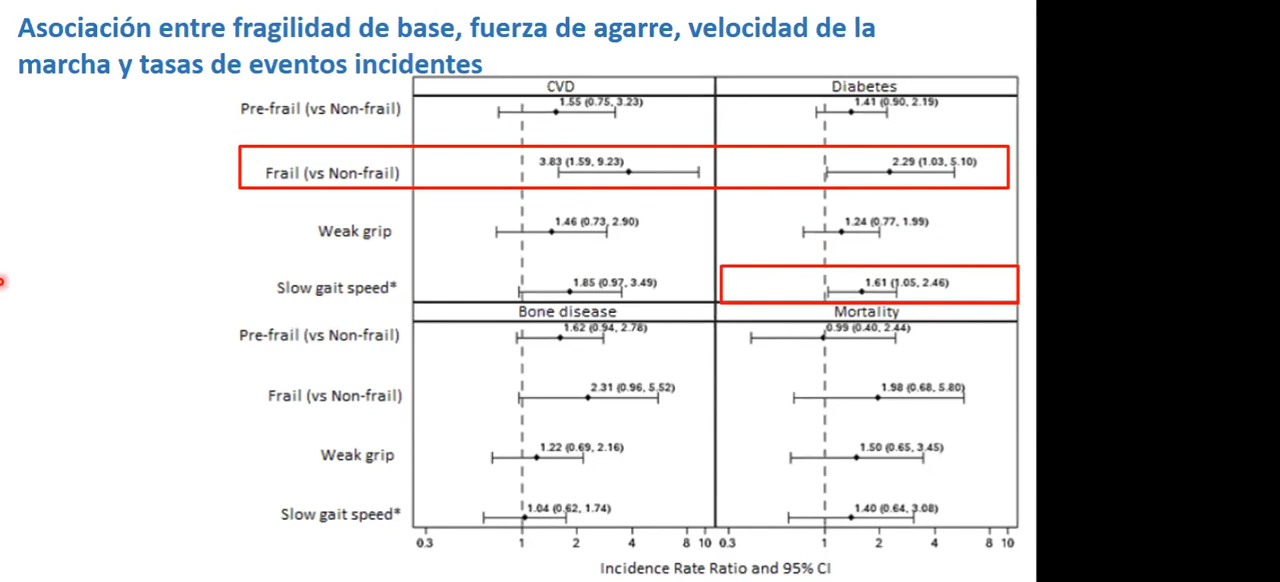 Asociación entre fragilidad de base, fuerza de agarre, velocidad de la
marcha y tasas de eventos incidentes
CVD Diabetes
Pre-frail (vs Non-frail) 1.55 (0.75, 3.23) 1.41 (0.90, 2.19)
Frail (vs Non-frail) 3.83 (1.59, 9.23) 2.29 (1.03, 5.10)
Weak grip 1.46 (0.73, 2.90) 1.24 (0.77, 1.99)
Slow gait speed* 1.85 (0.97, 3.49) 1.61 (1.05, 2.46)
Bone disease Mortality
Pre-frail (vs Non-frail) 1.62 (0.94, 2.78) 0.99 (0.40, 2.44)
Frail (vs Non-frail) 2.31 (0.96, 5.52) 1.98 (0.68, 5.80)
Weak grip 1.22 (0.69, 2.16) 1.50 (0.65, 3.45)
Slow gait speed* 1.04 (0.62, 1.74) 1.40 (0.64, 3.08)
0.3 1 2 4 8 10 0.3 1 2 4 8 10
Incidence Rate Ratio and 95% CI